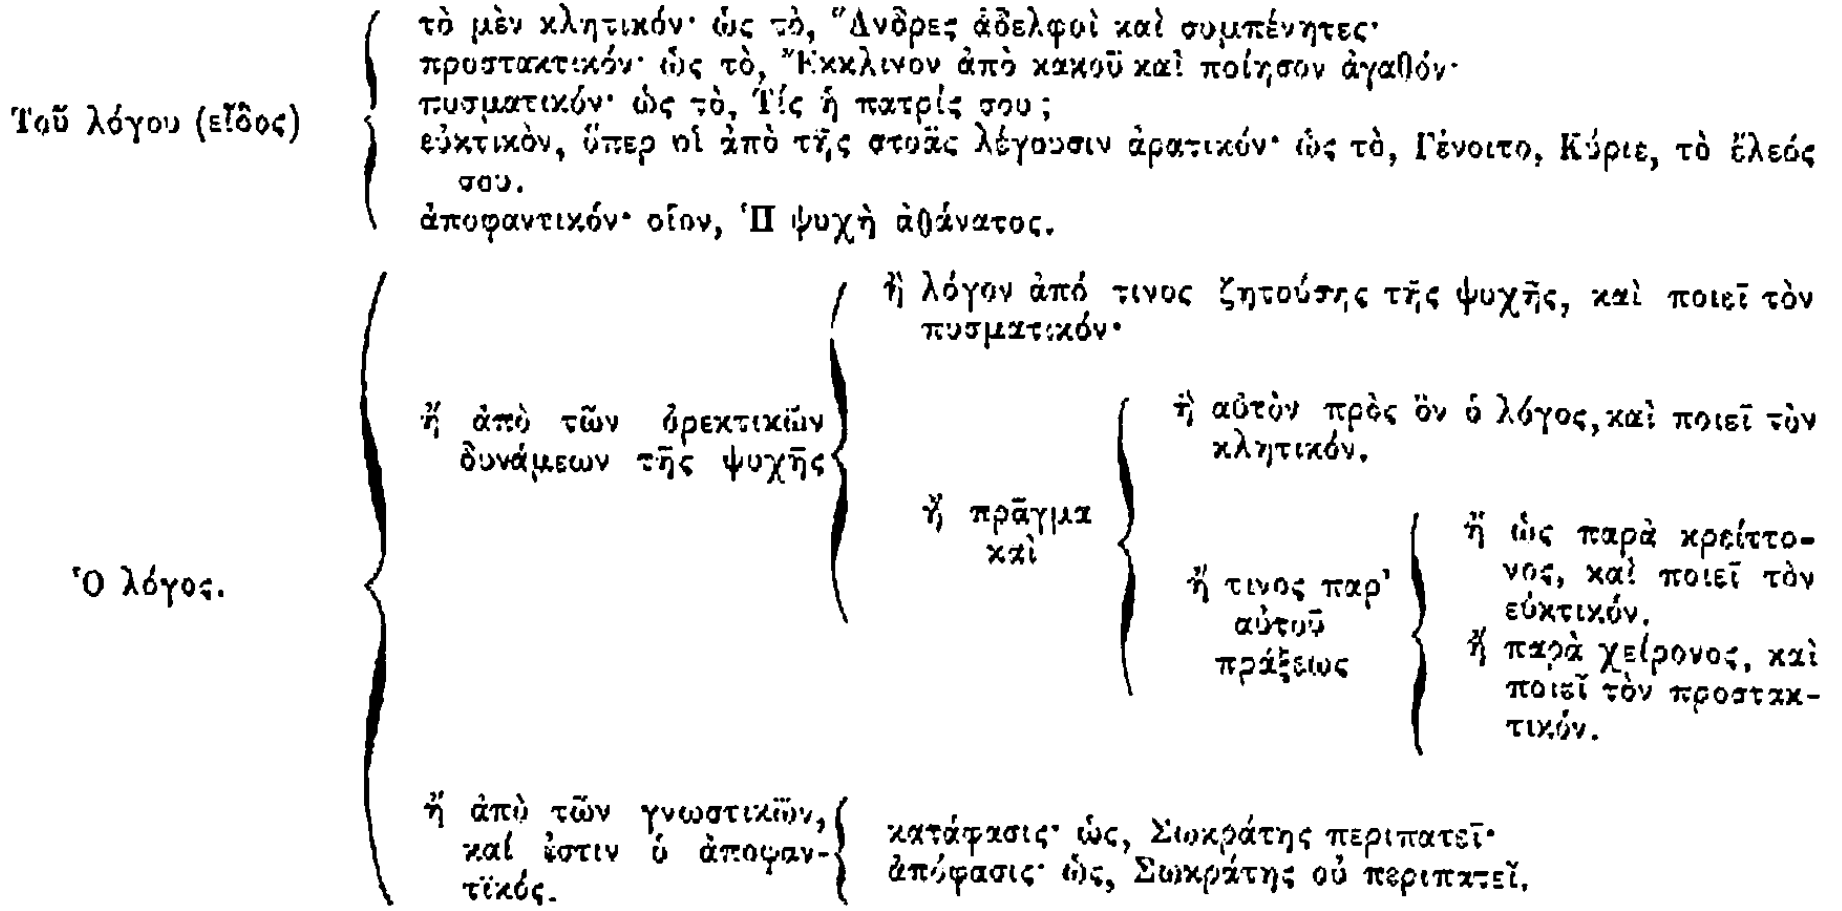 Τοῦ λόγου (εἶδος)
τὸ μὲν κλητικόν· ὡς τὸ, Ἄνδρες ἀδελφοὶ καὶ συμπένητες·
προστακτικόν· ὡς τὸ, Ἔκκλινον ἀπὸ κακοῦ καὶ ποίησον ἀγαθόν·
πυσματικόν· ὡς τὸ, Τίς ἡ πατρίς σου;
εὐκτικὸν, ὅπερ οἱ ἀπὸ τῆς στοᾶς λέγουσιν ἀρατικόν· ὡς τὸ, Γένοιτο, Κύριε, τὸ ἔλεός
σου.
ἀποφαντικόν· οἷον, Ἡ ψυχὴ ἀθάνατος.
Ὁ λόγος.
ἢ ἀπὸ τῶν ὀρεκτικῶν
δυνάμεων τῆς ψυχῆς
ἢ λόγον ἀπό τινος ζητούσης τῆς ψυχῆς, καὶ ποιεῖ τὸν
πυσματικόν·
ἢ πρᾶγμα
καὶ
ἢ αὐτὸν πρὸς ὃν ὁ λόγος, καὶ ποιεῖ τὸν
κλητικόν.
ἤ τινος παρ'
αὐτοῦ
πράξεως
ἢ ὡς παρὰ κρείττο-
νος, καὶ ποιεῖ τὸν
εὐκτικόν.
ἢ παρὰ χείρονος, καὶ
ποιεῖ τὸν προστακ-
τικόν.
ἢ ἀπὸ τῶν γνωστικῶν,
καί ἐστιν ὁ ἀποφαν-
τικός.
κατάφασις· ὡς, Σωκράτης περιπατεῖ·
ἀπόφασις· ὡς, Σωκράτης οὐ περιπατεῖ.